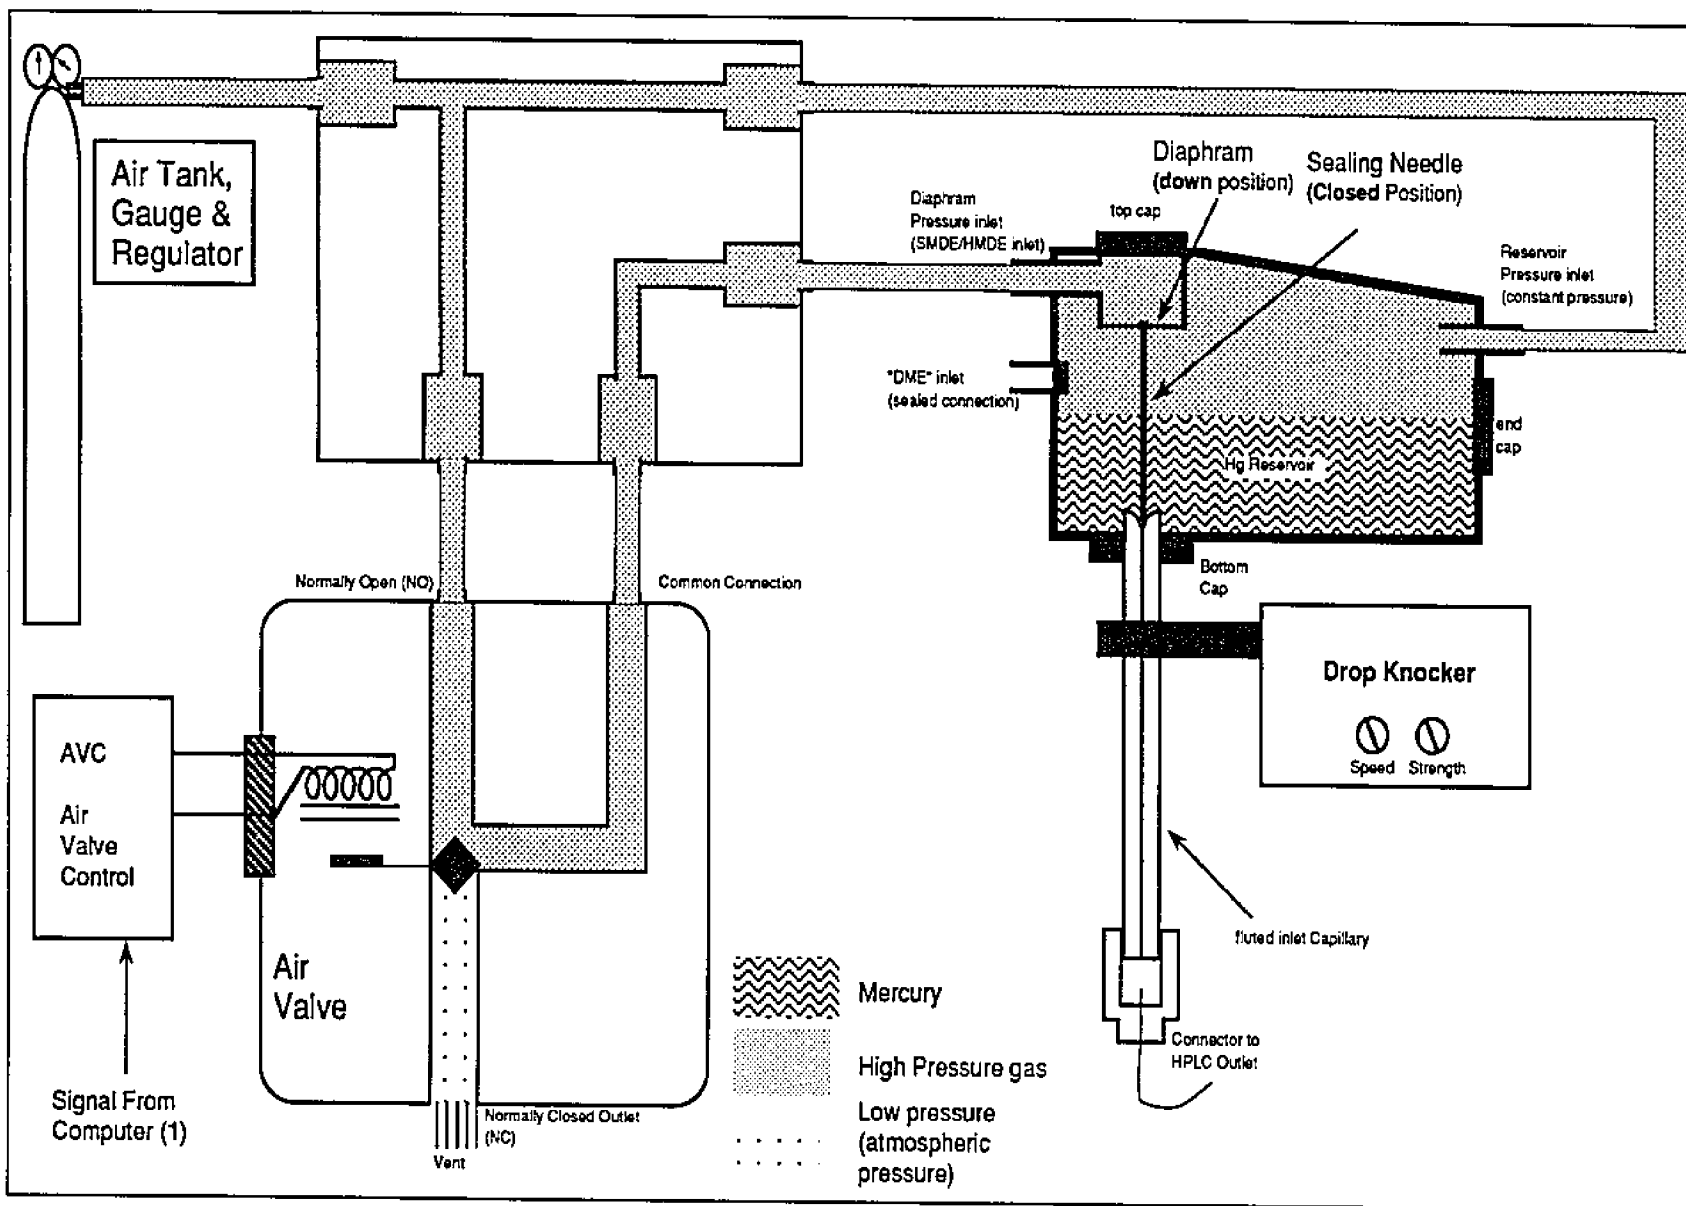 Air Tank,
Gauge &
Regulator
Diaphram
(down position)
Sealing Needle
(Closed Position)
Diaphram
Pressure inlet
(SMDE/HMDE inlet)
top cap
Reservoir
Pressure inlet
(constant pressure)
"DME" inlet
(sealed connection)
end
cap
Hg Reservoir
Bottom
Cap
Normally Open (NO)
Common Connection
Drop Knocker
Speed Strength
AVC
Air
Valve
Control
Air
Valve
fluted inlet Capillary
Mercury
High Pressure gas
Low pressure
(atmospheric
pressure)
Connector to
HPLC Outlet
Signal From
Computer (1)
Normally Closed Outlet
(NC)
Vent